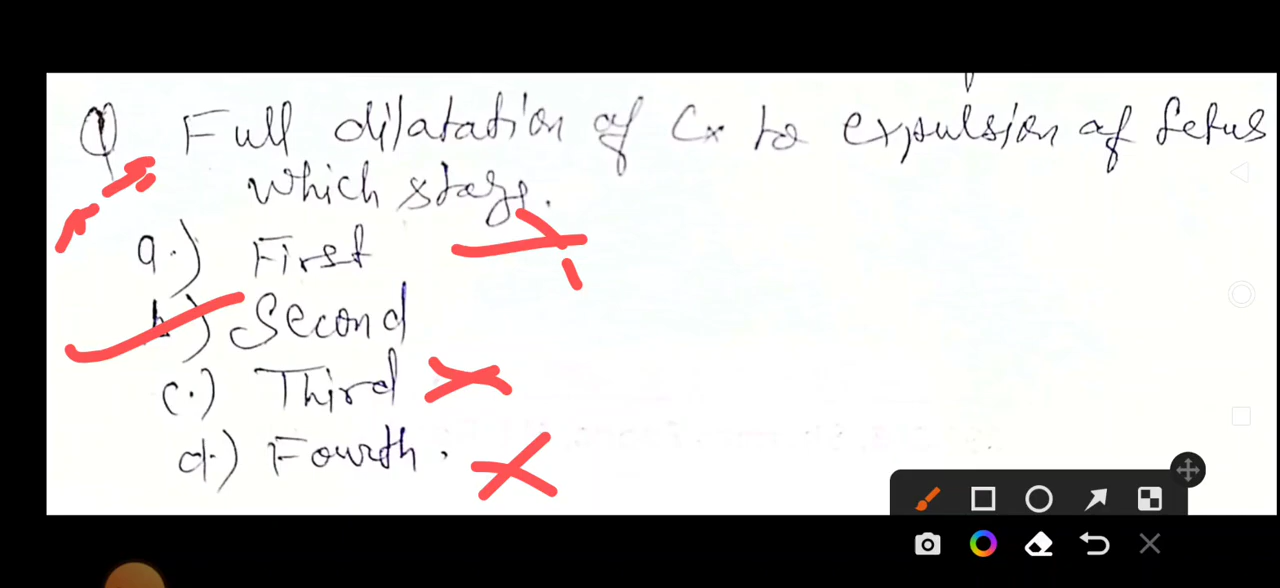 Q Full dilatation of Cx to expulsion of fetus
which stage.
a.) First
b.) Second
c.) Third
d.) Fourth.